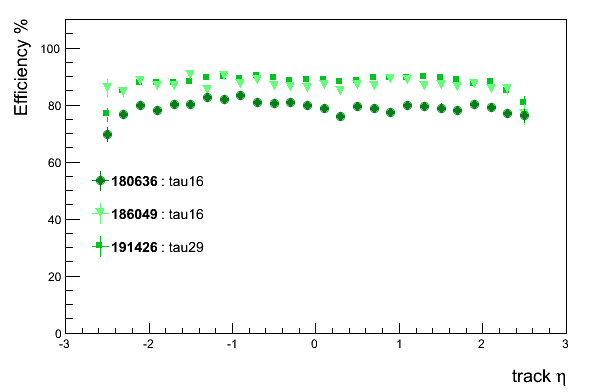 Efficiency %
100
80
60
40
20
0
180636 : tau16
186049 : tau16
191426 : tau29
-3 -2 -1 0 1 2 3
track η